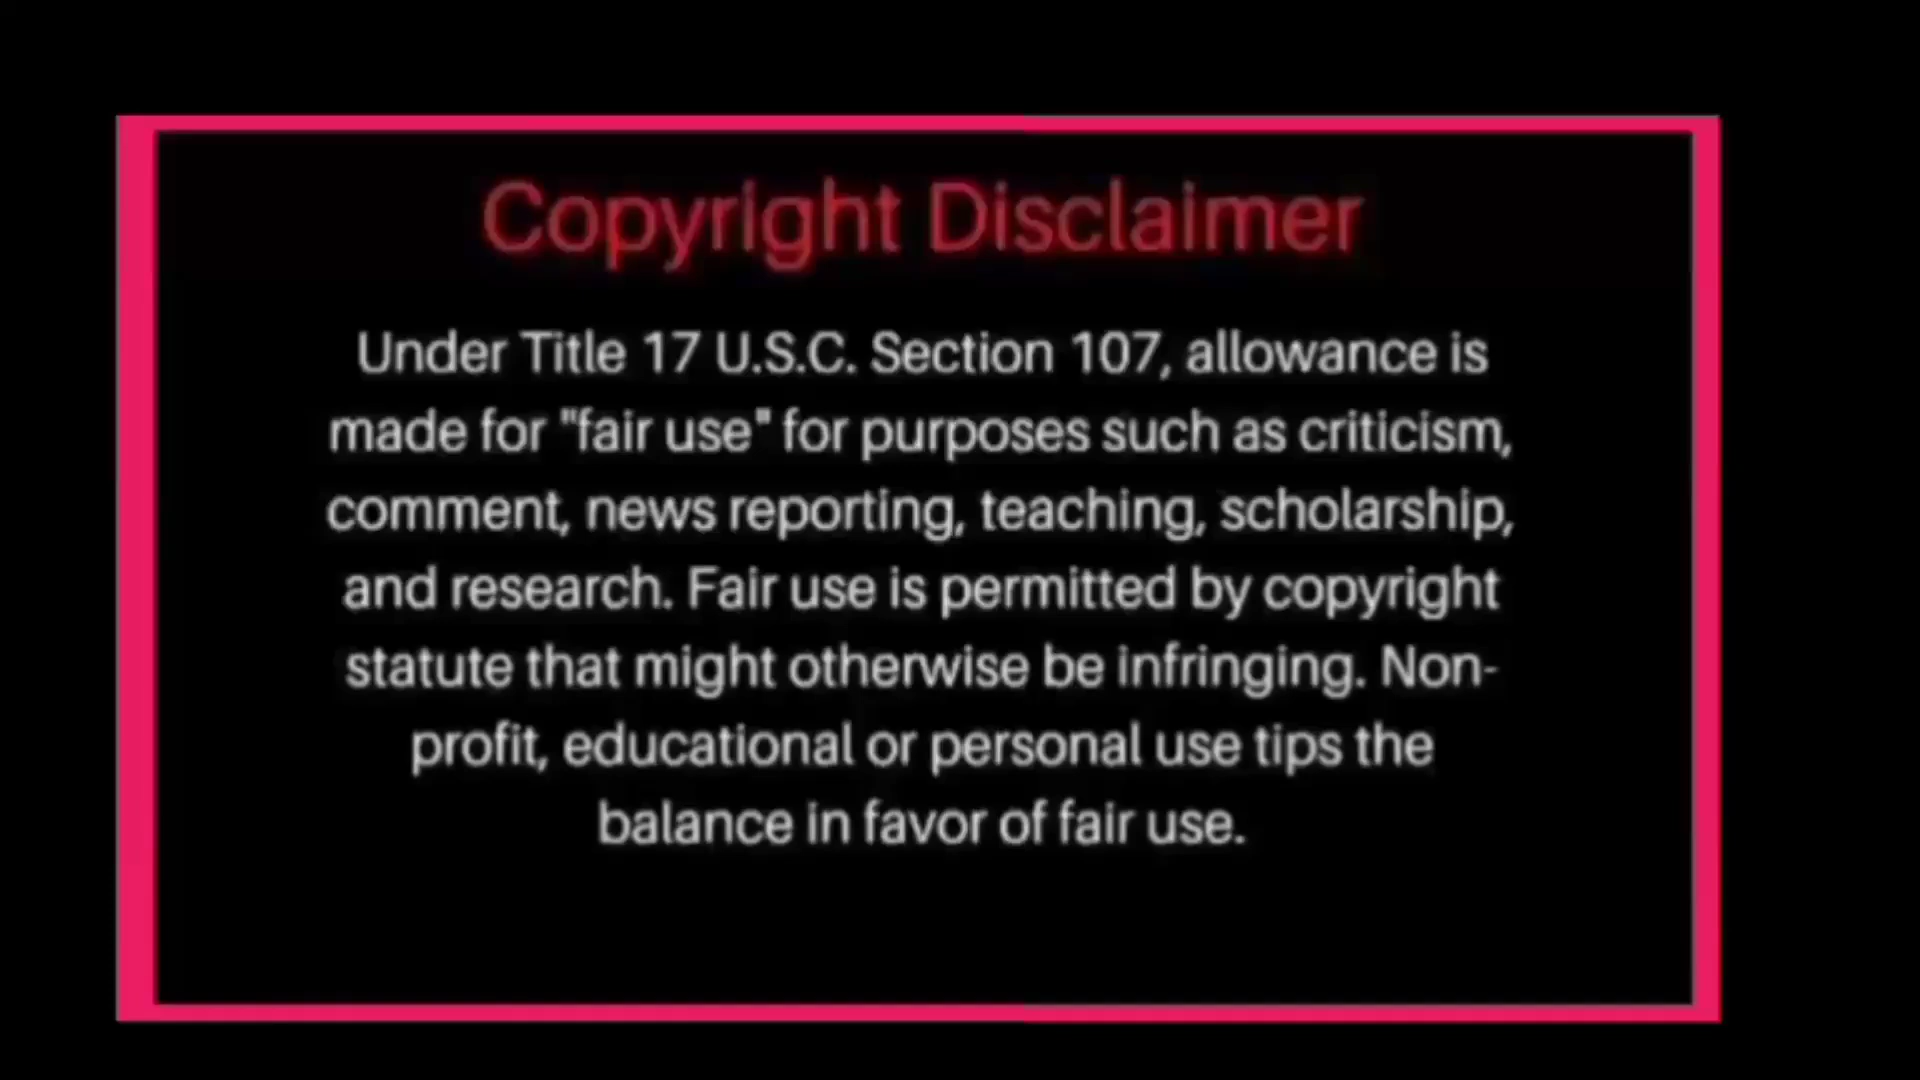 Copyright Disclaimer
Under Title 17 U.S.C. Section 107, allowance is
made for "fair use" for purposes such as criticism,
comment, news reporting, teaching, scholarship,
and research. Fair use is permitted by copyright
statute that might otherwise be infringing. Non-
profit, educational or personal use tips the
balance in favor of fair use.